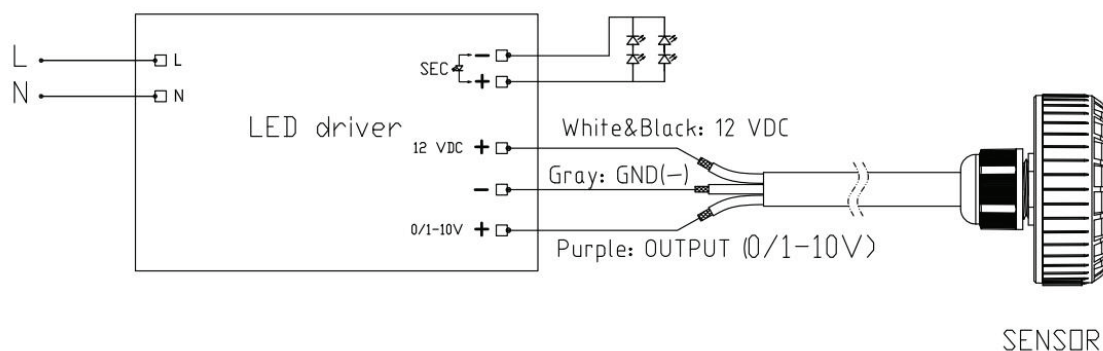 L
N
L
N
SEC
−
+
LED driver
12 VDC +
−
0/1-10V +
White&Black: 12 VDC
Gray: GND(−)
Purple: OUTPUT (0/1-10V)
SENSOR